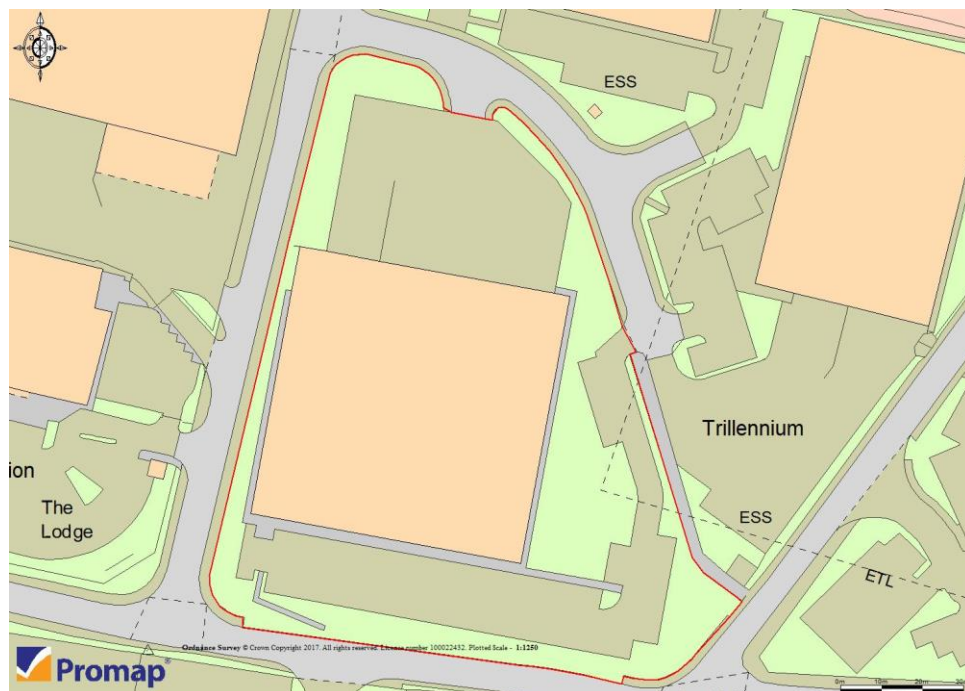 ESS
Trillennium
ion
The
Lodge
ESS
ETL
Ordnance Survey © Crown Copyright 2017. All rights reserved. Licence number 100022432. Plotted Scale - 1:1250
Promap®
0m 10m 20m 30m